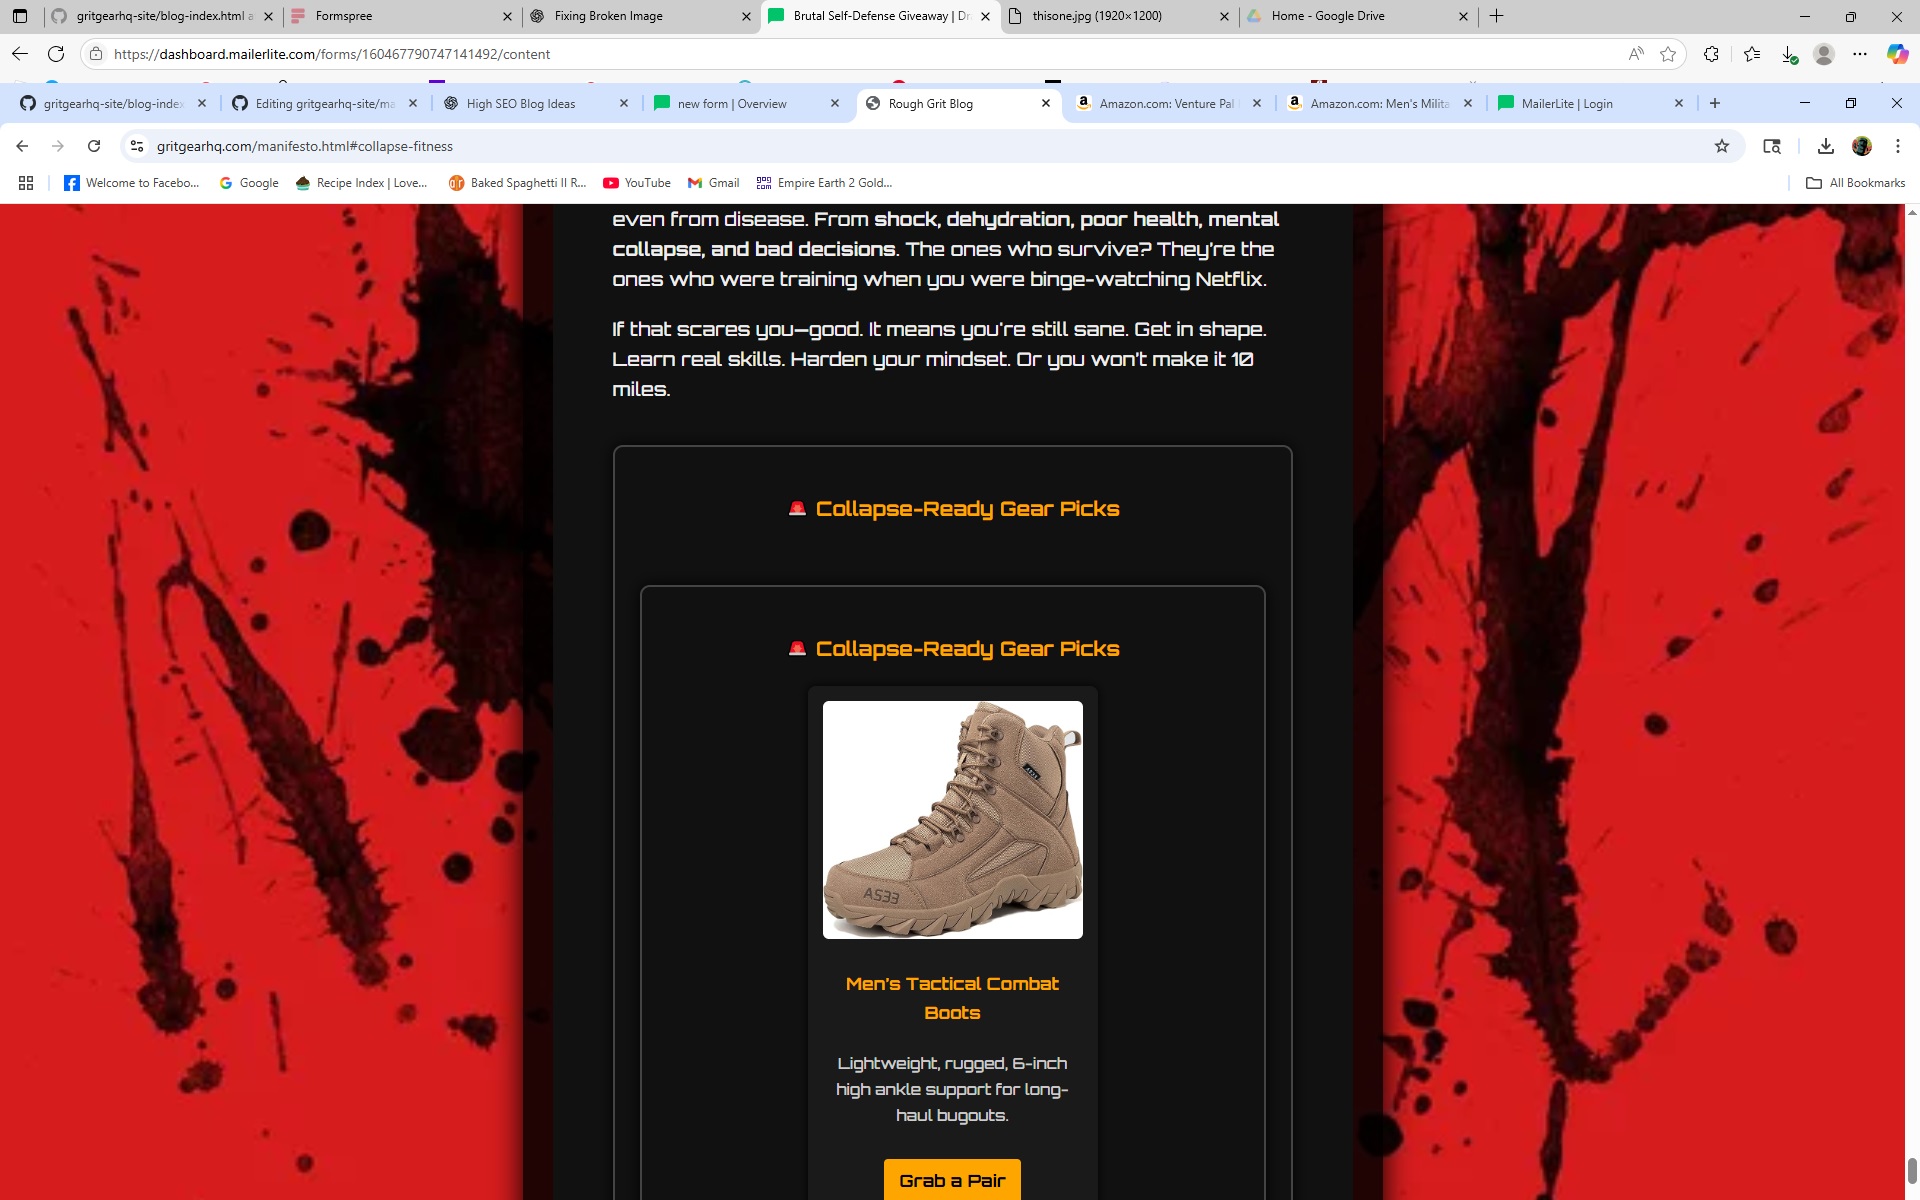 gritgearhq-site/blog-index.html a
Formspree
Fixing Broken Image
Brutal Self-Defense Giveaway | Dr
thisone.jpg (1920×1200)
Home - Google Drive
https://dashboard.mailerlite.com/forms/160467790747141492/content
gritgearhq-site/blog-index
Editing gritgearhq-site/ma
High SEO Blog Ideas
new form | Overview
Rough Grit Blog
Amazon.com: Venture Pal
Amazon.com: Men's Milita
MailerLite | Login
gritgearhq.com/manifesto.html#collapse-fitness
Welcome to Facebo...
Google
Recipe Index | Love...
Baked Spaghetti II R...
YouTube
Gmail
Empire Earth 2 Gold...
All Bookmarks
even from disease. From shock, dehydration, poor health, mental
collapse, and bad decisions. The ones who survive? They're the
ones who were training when you were binge-watching Netflix.
If that scares you—good. It means you're still sane. Get in shape.
Learn real skills. Harden your mindset. Or you won't make it 10
miles.
🚨 Collapse-Ready Gear Picks
🚨 Collapse-Ready Gear Picks
AS33
Men's Tactical Combat
Boots
Lightweight, rugged, 6-inch
high ankle support for long-
haul bugouts.
Grab a Pair